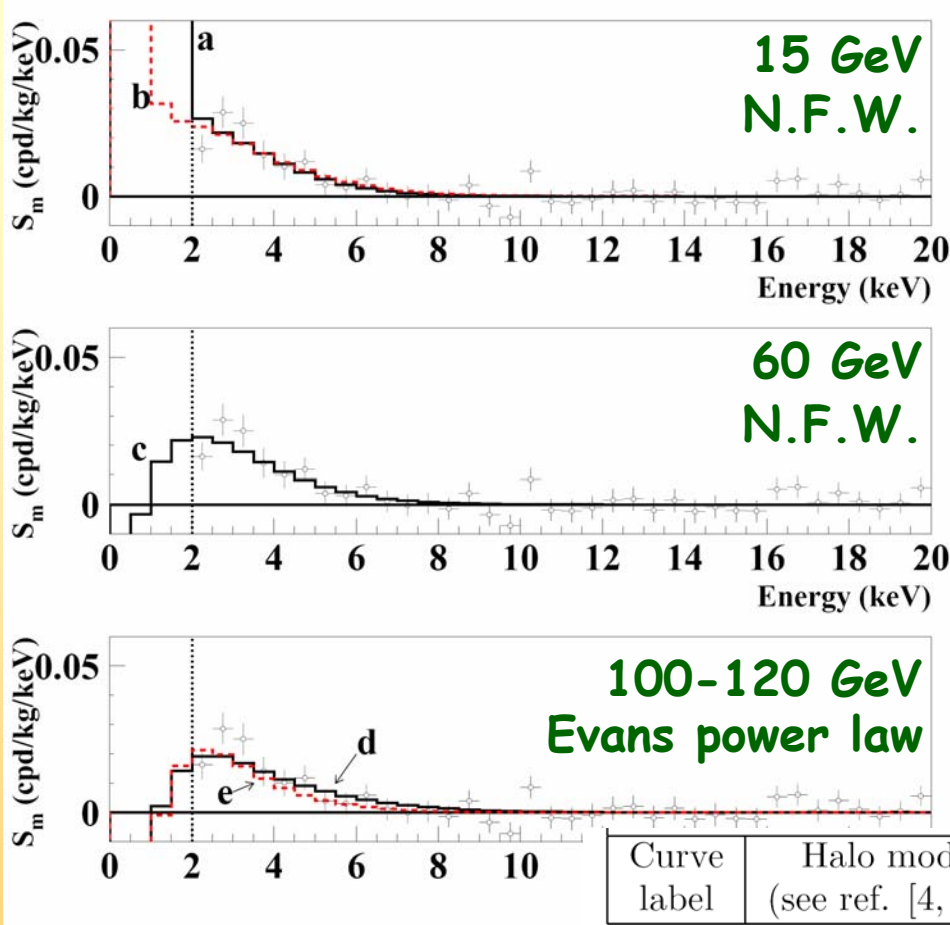 S_m (cpd/kg/keV)
0.05
0
a
b
15 GeV
N.F.W.
0 2 4 6 8 10 12 14 16 18 20
Energy (keV)
S_m (cpd/kg/keV)
0.05
0
c
60 GeV
N.F.W.
0 2 4 6 8 10 12 14 16 18 20
Energy (keV)
S_m (cpd/kg/keV)
0.05
0
d
e
100-120 GeV
Evans power law
0 2 4 6 8 10
Curve Halo mod
label (see ref. [4,